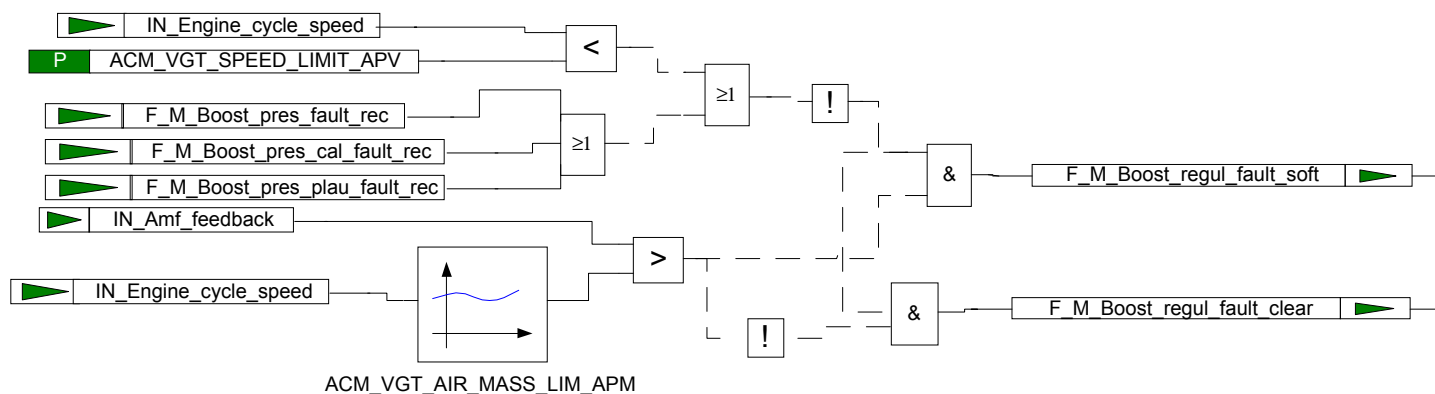 IN_Engine_cycle_speed
<
P ACM_VGT_SPEED_LIMIT_APV
≥1
!
F_M_Boost_pres_fault_rec
≥1
F_M_Boost_pres_cal_fault_rec
&
F_M_Boost_regul_fault_soft
F_M_Boost_pres_plau_fault_rec
IN_Amf_feedback
>
IN_Engine_cycle_speed
&
F_M_Boost_regul_fault_clear
!
ACM_VGT_AIR_MASS_LIM_APM